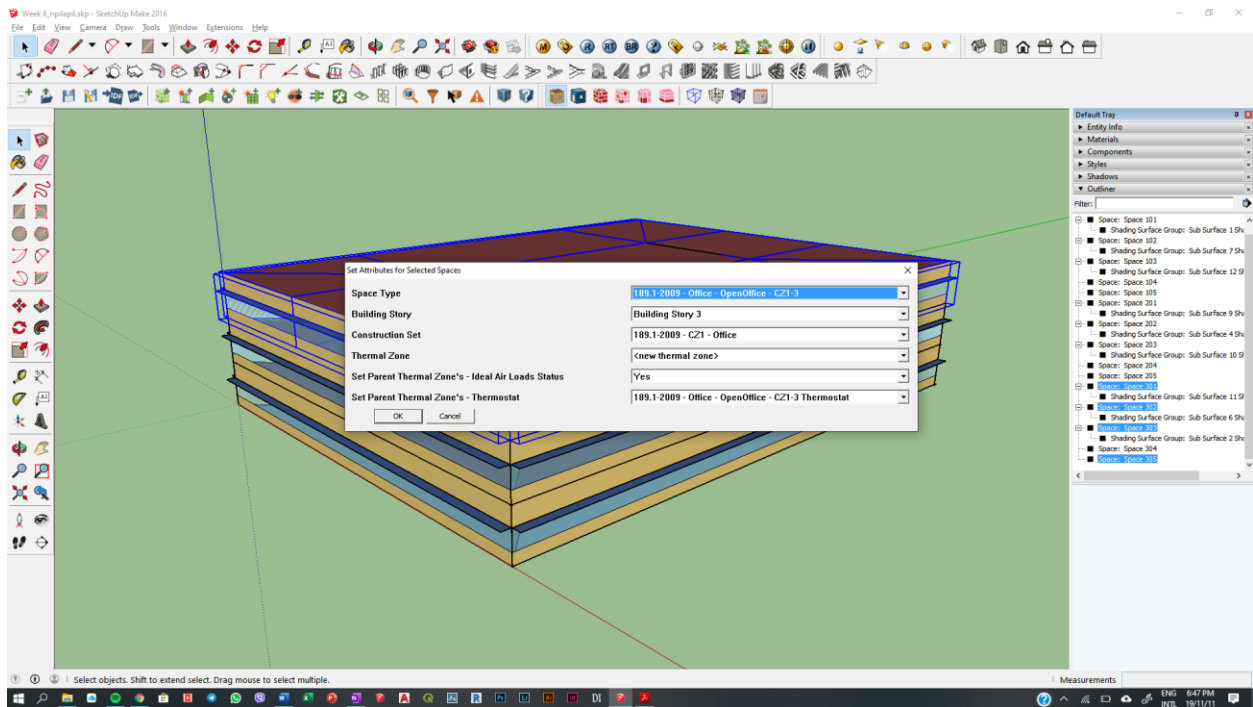 Week 6_npilapil.skp - SketchUp Make 2016
File Edit View Camera Draw Tools Window Extensions Help
Default Tray
Entity Info
Materials
Components
Styles
Shadows
Outliner
Filter:
Space: Space 101
Shading Surface Group: Sub Surface 1 Sh
Space: Space 102
Shading Surface Group: Sub Surface 7 Sh
Space: Space 103
Shading Surface Group: Sub Surface 12 S
Space: Space 104
Space: Space 105
Space: Space 201
Shading Surface Group: Sub Surface 9 Sh
Space: Space 202
Shading Surface Group: Sub Surface 4 Sh
Space: Space 203
Shading Surface Group: Sub Surface 10 S
Space: Space 204
Space: Space 205
Space: Space 301
Shading Surface Group: Sub Surface 11 S
Space: Space 302
Shading Surface Group: Sub Surface 6 Sh
Space: Space 303
Shading Surface Group: Sub Surface 2 Sh
Space: Space 304
Space: Space 305
Set Attributes for Selected Spaces
Space Type 189.1-2009 - Office - OpenOffice - CZ1-3
Building Story Building Story 3
Construction Set 189.1-2009 - CZ1 - Office
Thermal Zone <new thermal zone>
Set Parent Thermal Zone's - Ideal Air Loads Status Yes
Set Parent Thermal Zone's - Thermostat 189.1-2009 - Office - OpenOffice - CZ1-3 Thermostat
OK Cancel
Select objects. Shift to extend select. Drag mouse to select multiple.
Measurements
DI
ENG 6:47 PM
INTL 19/11/11